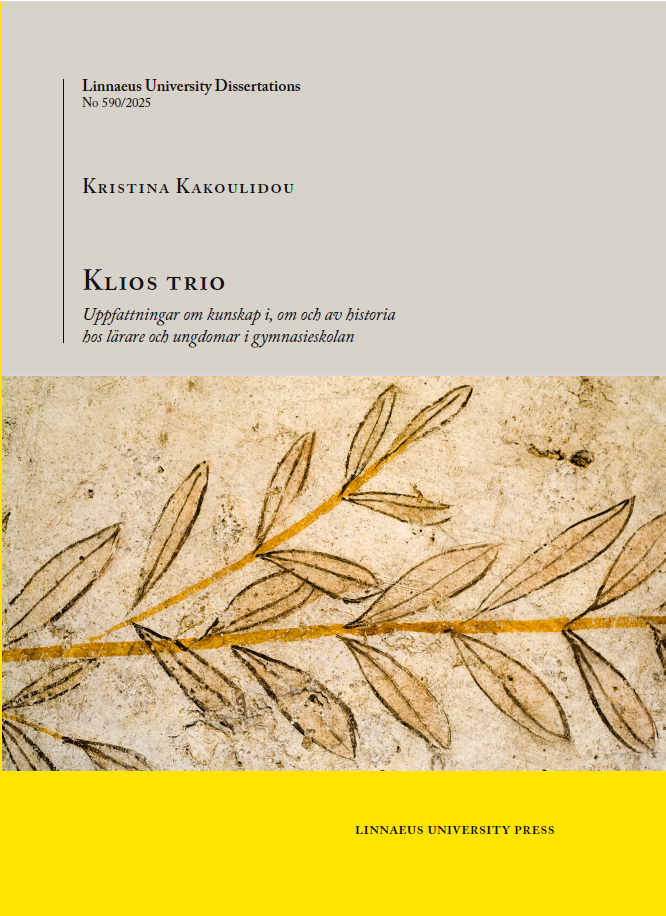 Linnaeus University Dissertations
No 590/2025
Kristina Kakoulidou
Klios trio
Uppfattningar om kunskap i, om och av historia
hos lärare och ungdomar i gymnasieskolan
LINNAEUS UNIVERSITY PRESS